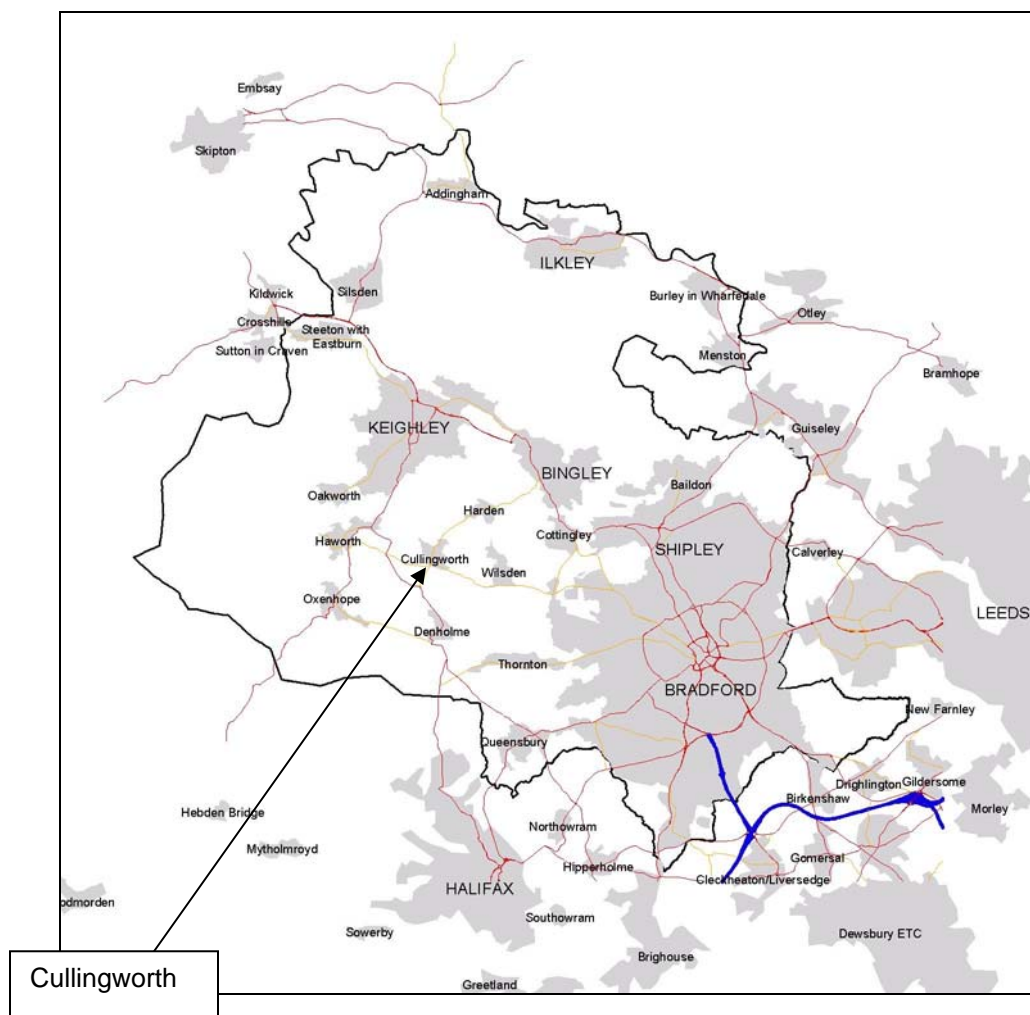 Embsay
Skipton
Addingham
ILKLEY
Kildwick
Silsden
Burley in Wharfedale
Otley
Crosshills
Steeton with
Eastburn
Sutton in Craven
Menston
Bramhope
KEIGHLEY
Guiseley
BINGLEY
Baildon
Oakworth
Harden
Haworth
Cottingley
SHIPLEY
Calverley
Cullingworth
Wilsden
Oxenhope
LEEDS
Denholme
Thornton
BRADFORD
New Farnley
Queensbury
Drighlington
Gildersome
Birkenshaw
Morley
Hebden Bridge
Northowram
Mytholmroyd
Hipperholme
Gomersal
HALIFAX
Cleckheaton/Liversedge
odmorden
Southowram
Sowerby
Dewsbury ETC
Brighouse
Cullingworth
Greetland